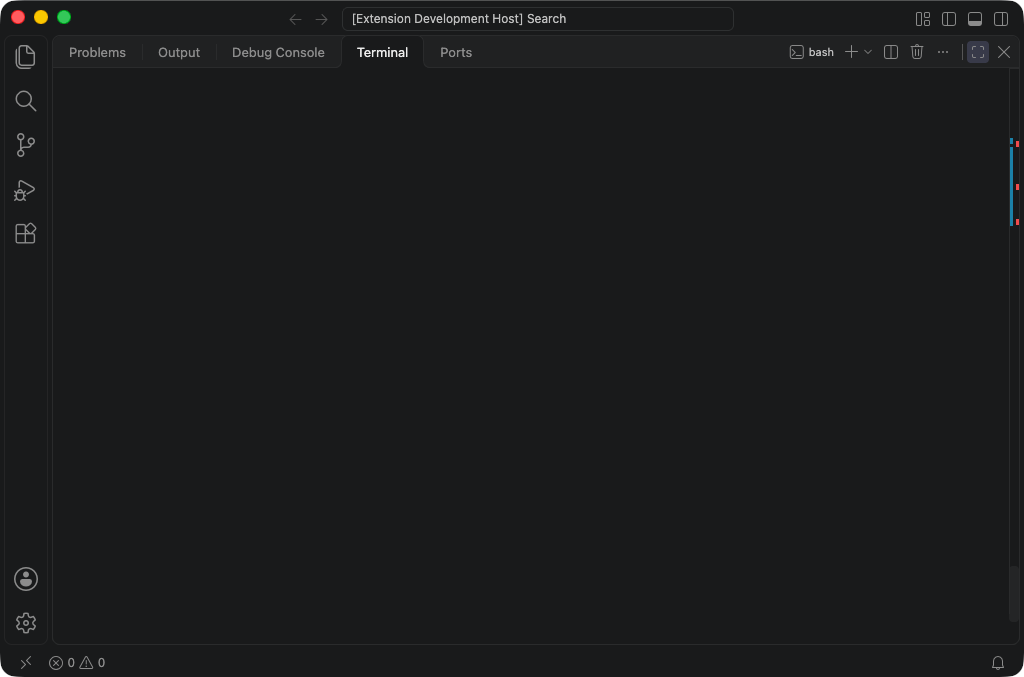 [Extension Development Host] Search
Problems Output Debug Console Terminal Ports bash
0 0